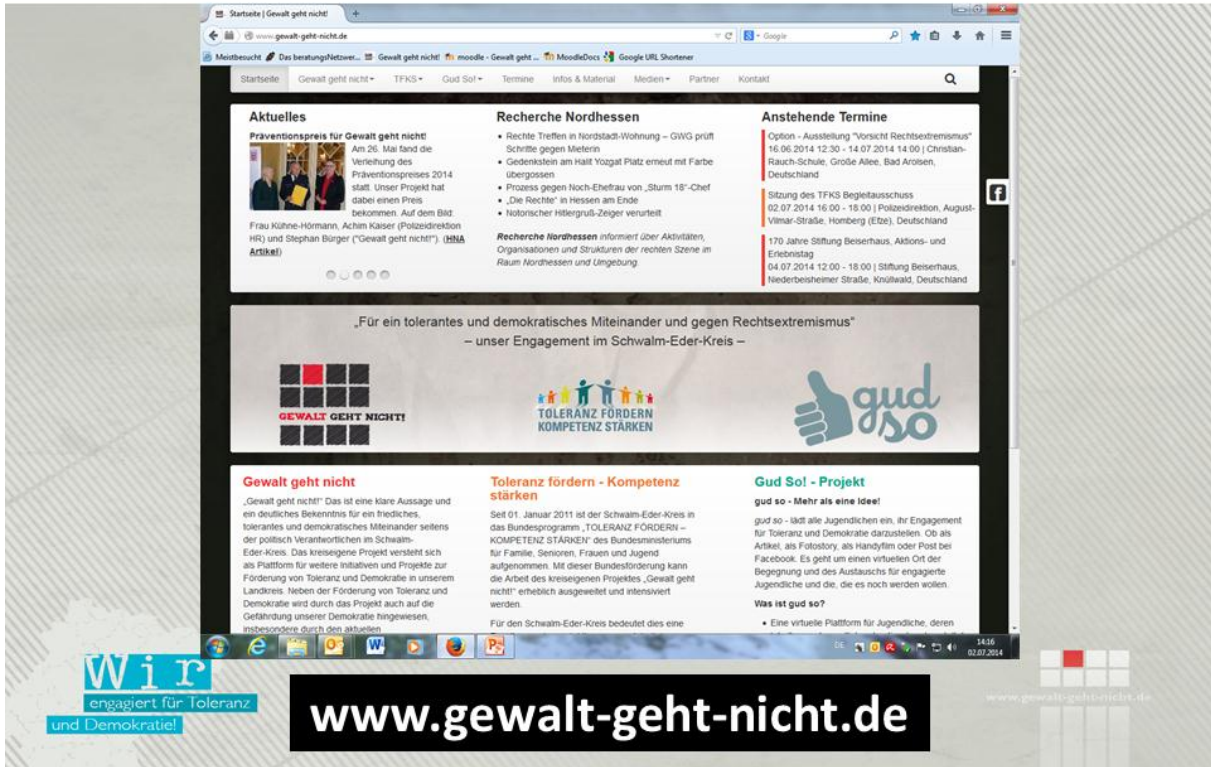 Startseite | Gewalt geht nicht!
www.gewalt-geht-nicht.de
Google
Meistbesucht
Das beratungsNetzwer...
Gewalt geht nicht!
moodle - Gewalt geht ...
MoodleDocs
Google URL Shortener
Startseite
Gewalt geht nicht
TFKS
Gud So!
Termine
Infos & Material
Medien
Partner
Kontakt
Aktuelles
Präventionspreis für Gewalt geht nicht!
Am 26. Mai fand die
Verleihung des
Präventionspreises 2014
statt. Unser Projekt hat
dabei einen Preis
bekommen. Auf dem Bild:
Frau Kühne-Hörmann, Achim Kaiser (Polizeidirektion
HR) und Stephan Bürger ("Gewalt geht nicht!"). (HNA
Artikel)
Recherche Nordhessen
• Rechte Treffen in Nordstadt-Wohnung – GWG prüft
Schritte gegen Mieterin
• Gedenkstein am Halit Yozgat Platz erneut mit Farbe
übergossen
• Prozess gegen Noch-Ehefrau von „Sturm 18“-Chef
• „Die Rechte“ in Hessen am Ende
• Notorischer Hitlergruß-Zeiger verurteilt
Recherche Nordhessen informiert über Aktivitäten,
Organisationen und Strukturen der rechten Szene im
Raum Nordhessen und Umgebung.
Anstehende Termine
Option - Ausstellung "Vorsicht Rechtsextremismus"
16.06.2014 12:30 - 14.07.2014 14:00 | Christian-
Rauch-Schule, Große Allee, Bad Arolsen,
Deutschland
Sitzung des TFKS Begleitausschuss
02.07.2014 16:00 - 18:00 | Polizeidirektion, August-
Vilmar-Straße, Homberg (Efze), Deutschland
170 Jahre Stiftung Beiserhaus, Aktions- und
Erlebnistag
04.07.2014 12:00 - 18:00 | Stiftung Beiserhaus,
Niederbeisheimer Straße, Knüllwald, Deutschland
„Für ein tolerantes und demokratisches Miteinander und gegen Rechtsextremismus“
– unser Engagement im Schwalm-Eder-Kreis –
GEWALT GEHT NICHT!
TOLERANZ FÖRDERN
KOMPETENZ STÄRKEN
gud
so
Gewalt geht nicht
„Gewalt geht nicht!“ Das ist eine klare Aussage und
ein deutliches Bekenntnis für ein friedliches,
tolerantes und demokratisches Miteinander seitens
der politisch Verantwortlichen im Schwalm-
Eder-Kreis. Das kreiseigene Projekt versteht sich
als Plattform für weitere Initiativen und Projekte zur
Förderung von Toleranz und Demokratie in unserem
Landkreis. Neben der Förderung von Toleranz und
Demokratie wird durch das Projekt auch auf die
Gefährdung unserer Demokratie hingewiesen,
insbesondere durch den aktuellen
Toleranz fördern - Kompetenz
stärken
Seit 01. Januar 2011 ist der Schwalm-Eder-Kreis in
das Bundesprogramm „TOLERANZ FÖRDERN –
KOMPETENZ STÄRKEN“ des Bundesministeriums
für Familie, Senioren, Frauen und Jugend
aufgenommen. Mit dieser Bundesförderung kann
die Arbeit des kreiseigenen Projektes „Gewalt geht
nicht!“ erheblich ausgeweitet und intensiviert
werden.
Für den Schwalm-Eder-Kreis bedeutet dies eine
Gud So! - Projekt
gud so - Mehr als eine Idee!
gud so - lädt alle Jugendlichen ein, ihr Engagement
für Toleranz und Demokratie darzustellen. Ob als
Artikel, als Fotostory, als Handyfilm oder Post bei
Facebook. Es geht um einen virtuellen Ort der
Begegnung und des Austauschs für engagierte
Jugendliche und die, die es noch werden wollen.
Was ist gud so?
• Eine virtuelle Plattform für Jugendliche, deren
DE
14:16
02.07.2014
Wir
engagiert für Toleranz
und Demokratie!
www.gewalt-geht-nicht.de
www.gewalt-geht-nicht.de